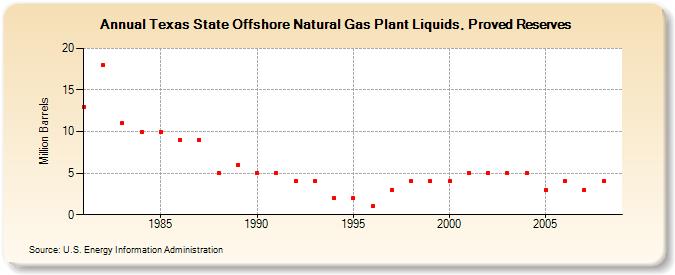 Annual Texas State Offshore Natural Gas Plant Liquids, Proved Reserves
Million Barrels
20
15
10
5
0
1985 1990 1995 2000 2005
Source: U.S. Energy Information Administration